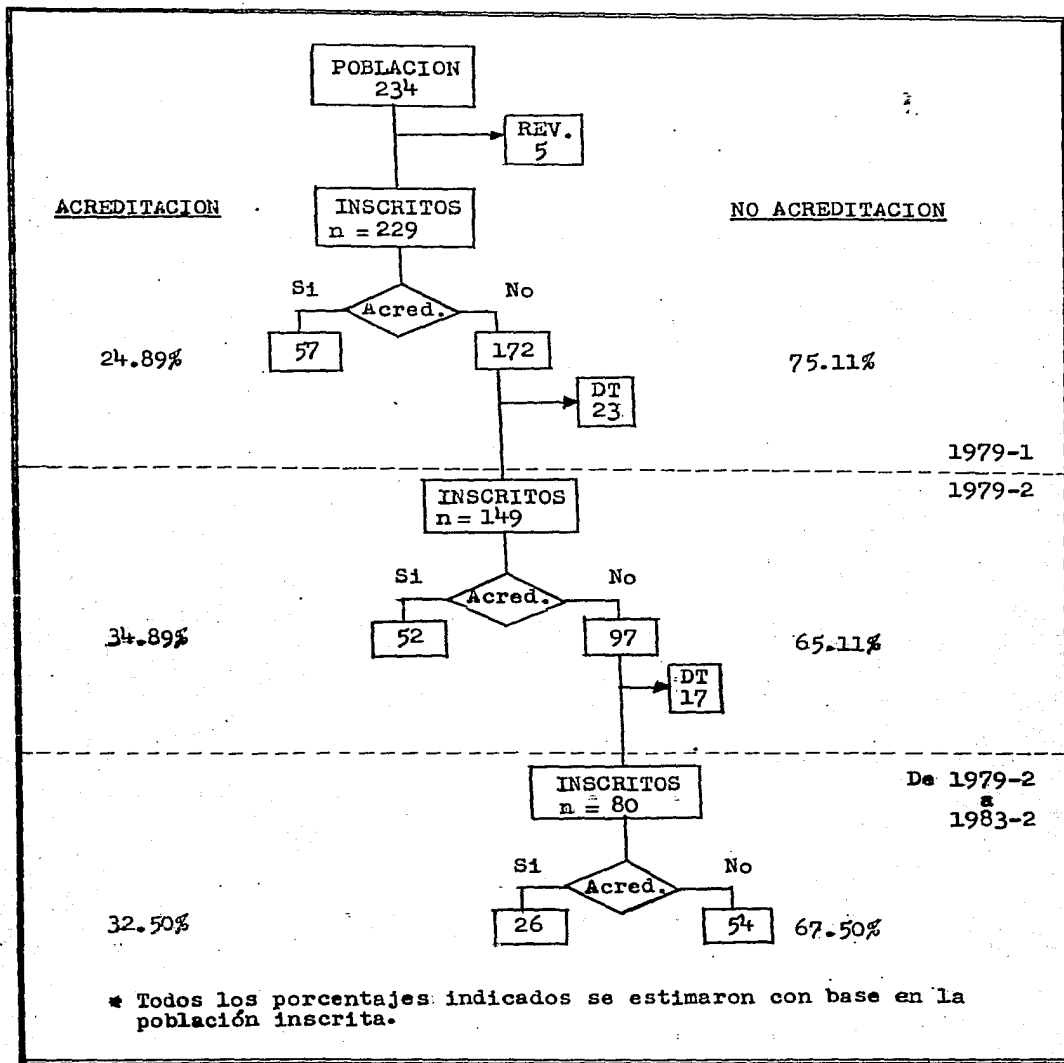 POBLACION
234
REV.
5
ACREDITACION
INSCRITOS
n = 229
NO ACREDITACION
Si
No
Acred.
24.89%
57
172
75.11%
DT
23
1979-1
INSCRITOS
n = 149
1979-2
Si
No
Acred.
34.89%
52
97
65.11%
DT
17
INSCRITOS
n = 80
De 1979-2
a
1983-2
Si
No
Acred.
32.50%
26
54
67.50%
* Todos los porcentajes indicados se estimaron con base en la
población inscrita.